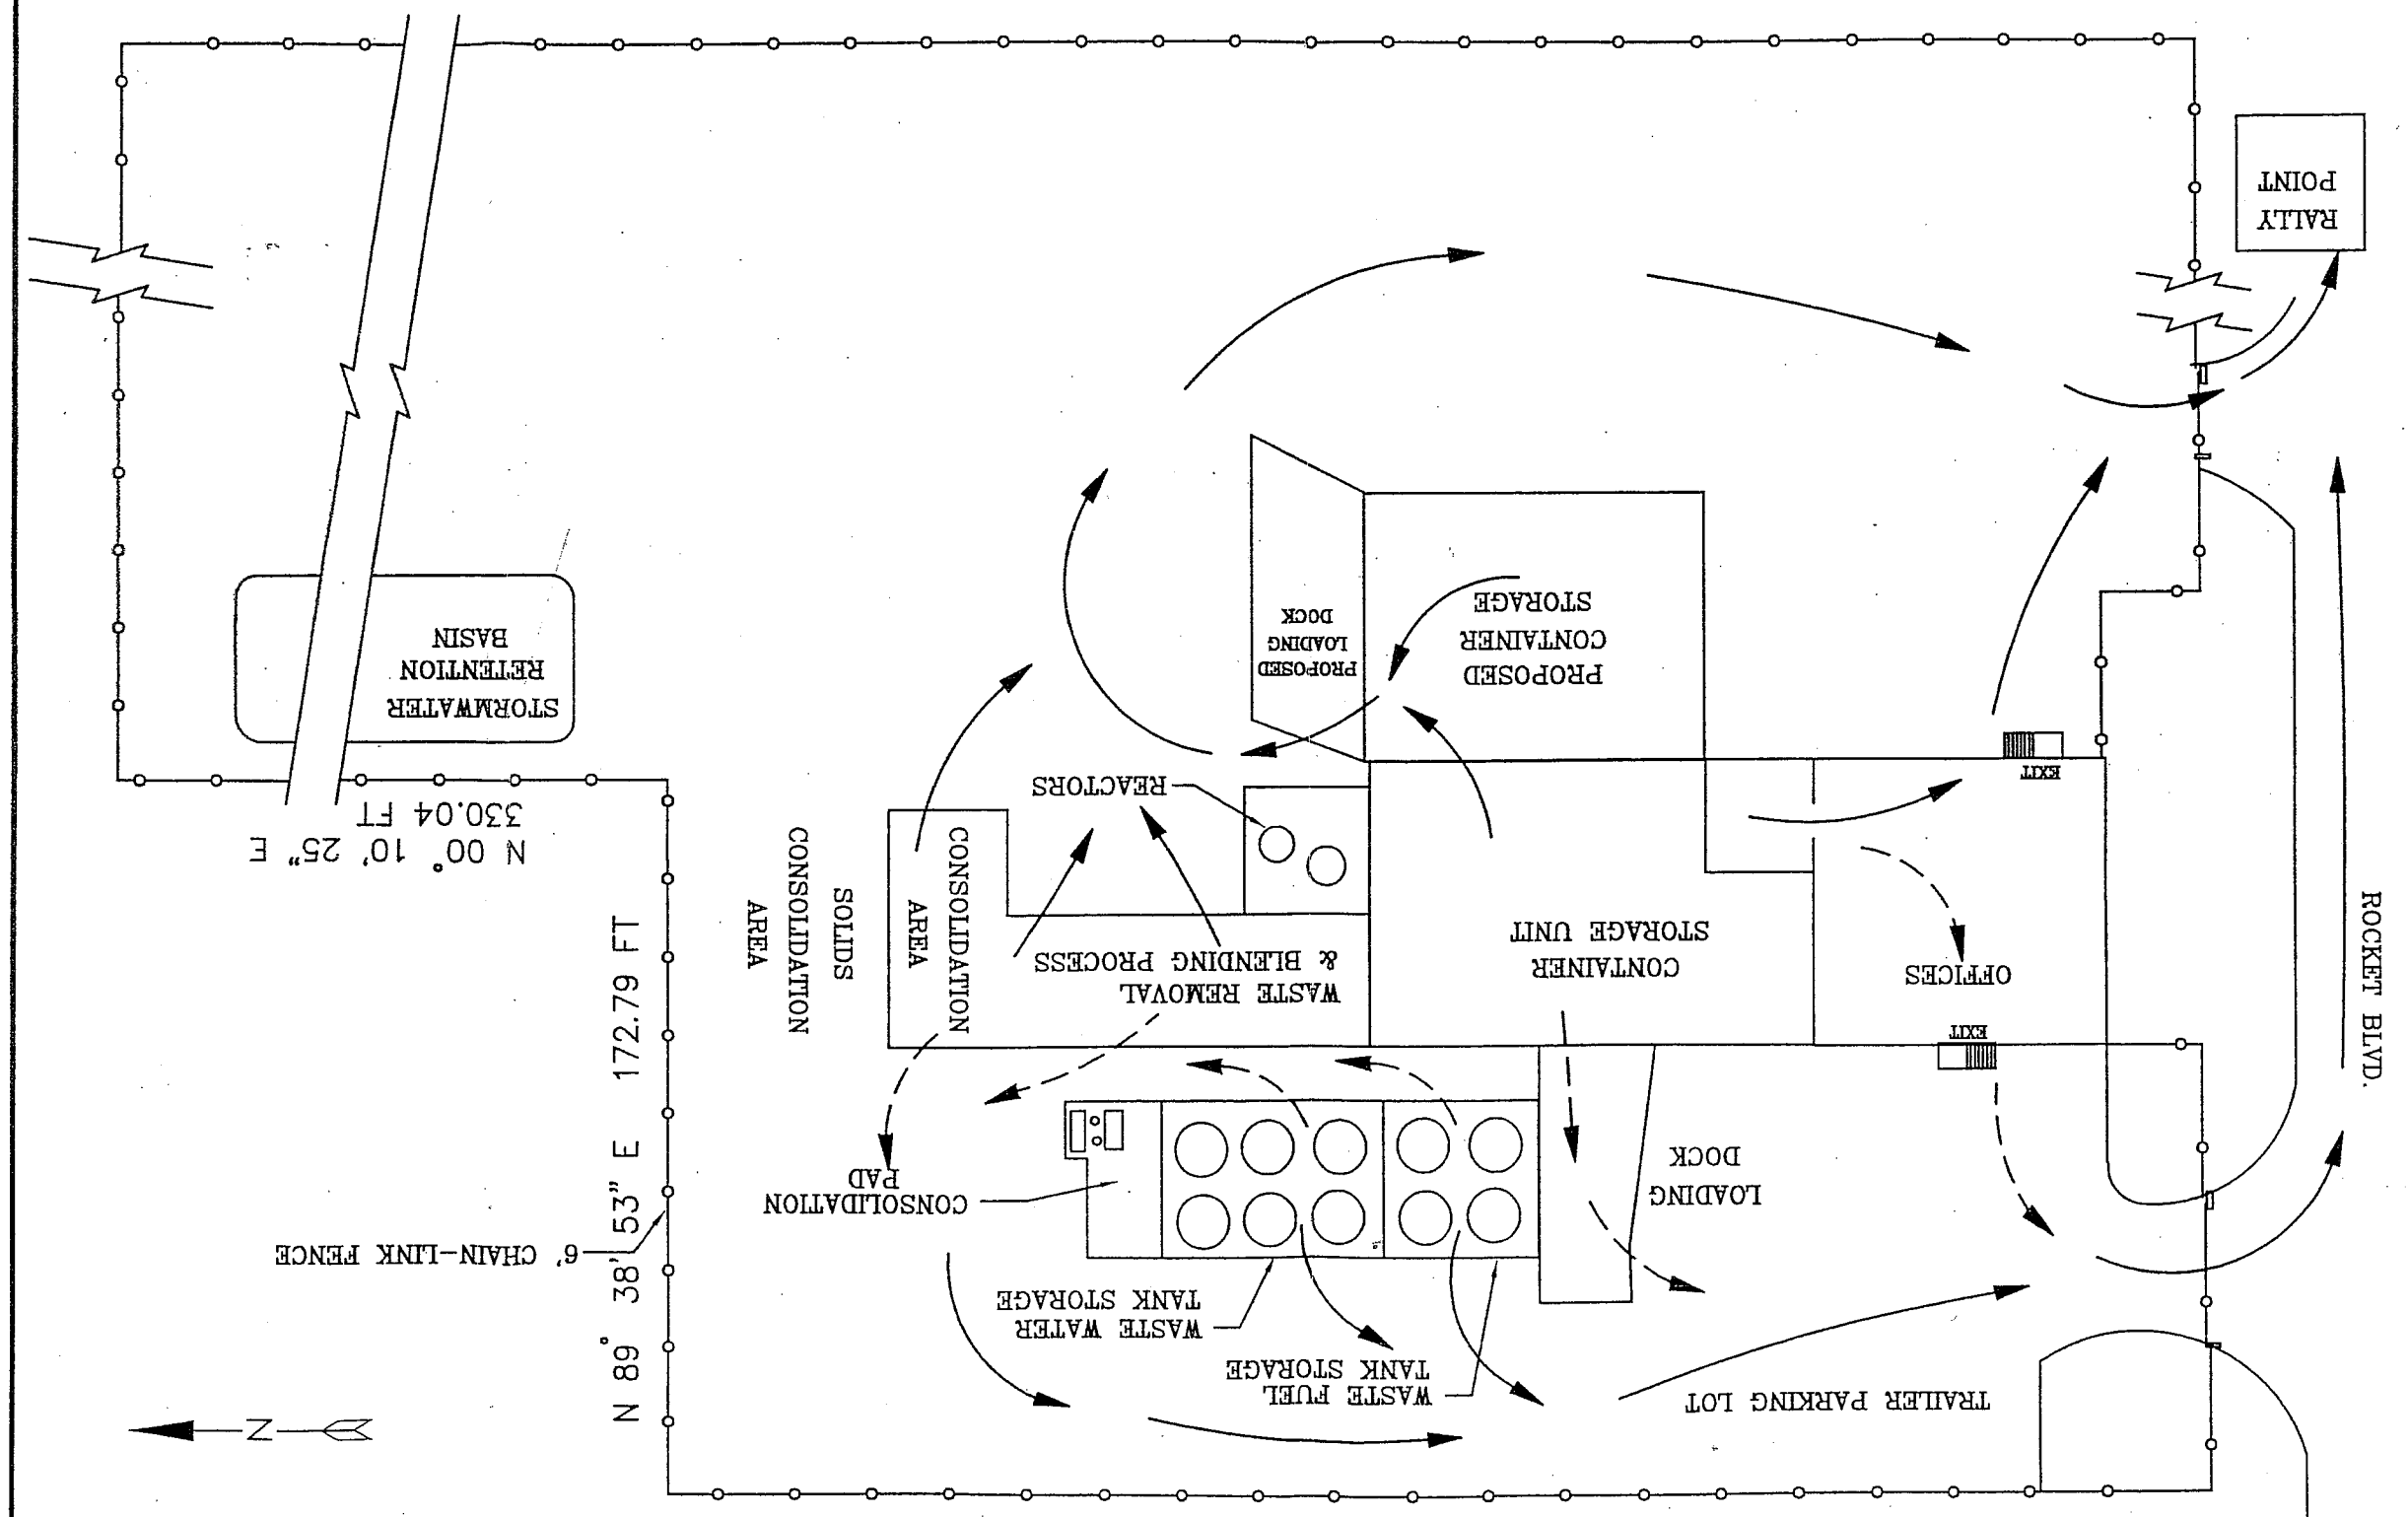 TRAILER PARKING LOT
WASTE FUEL
TANK STORAGE
WASTE WATER
TANK STORAGE
N
6' CHAIN-LINK FENCE
LOADING
DOCK
CONSOLIDATION
PAD
N 89° 38' 53" E 172.79 FT
ROCKET BLVD.
EXIT
OFFICES
CONTAINER
STORAGE UNIT
WASTE REMOVAL
& BLENDING PROCESS
CONSOLIDATION
AREA
SOLIDS
CONSOLIDATION
AREA
N 00° 10' 25" E
330.04 FT
REACTORS
EXIT
PROPOSED
CONTAINER
STORAGE
PROPOSED
LOADING
DOCK
STORMWATER
RETENTION
BASIN
RALLY
POINT